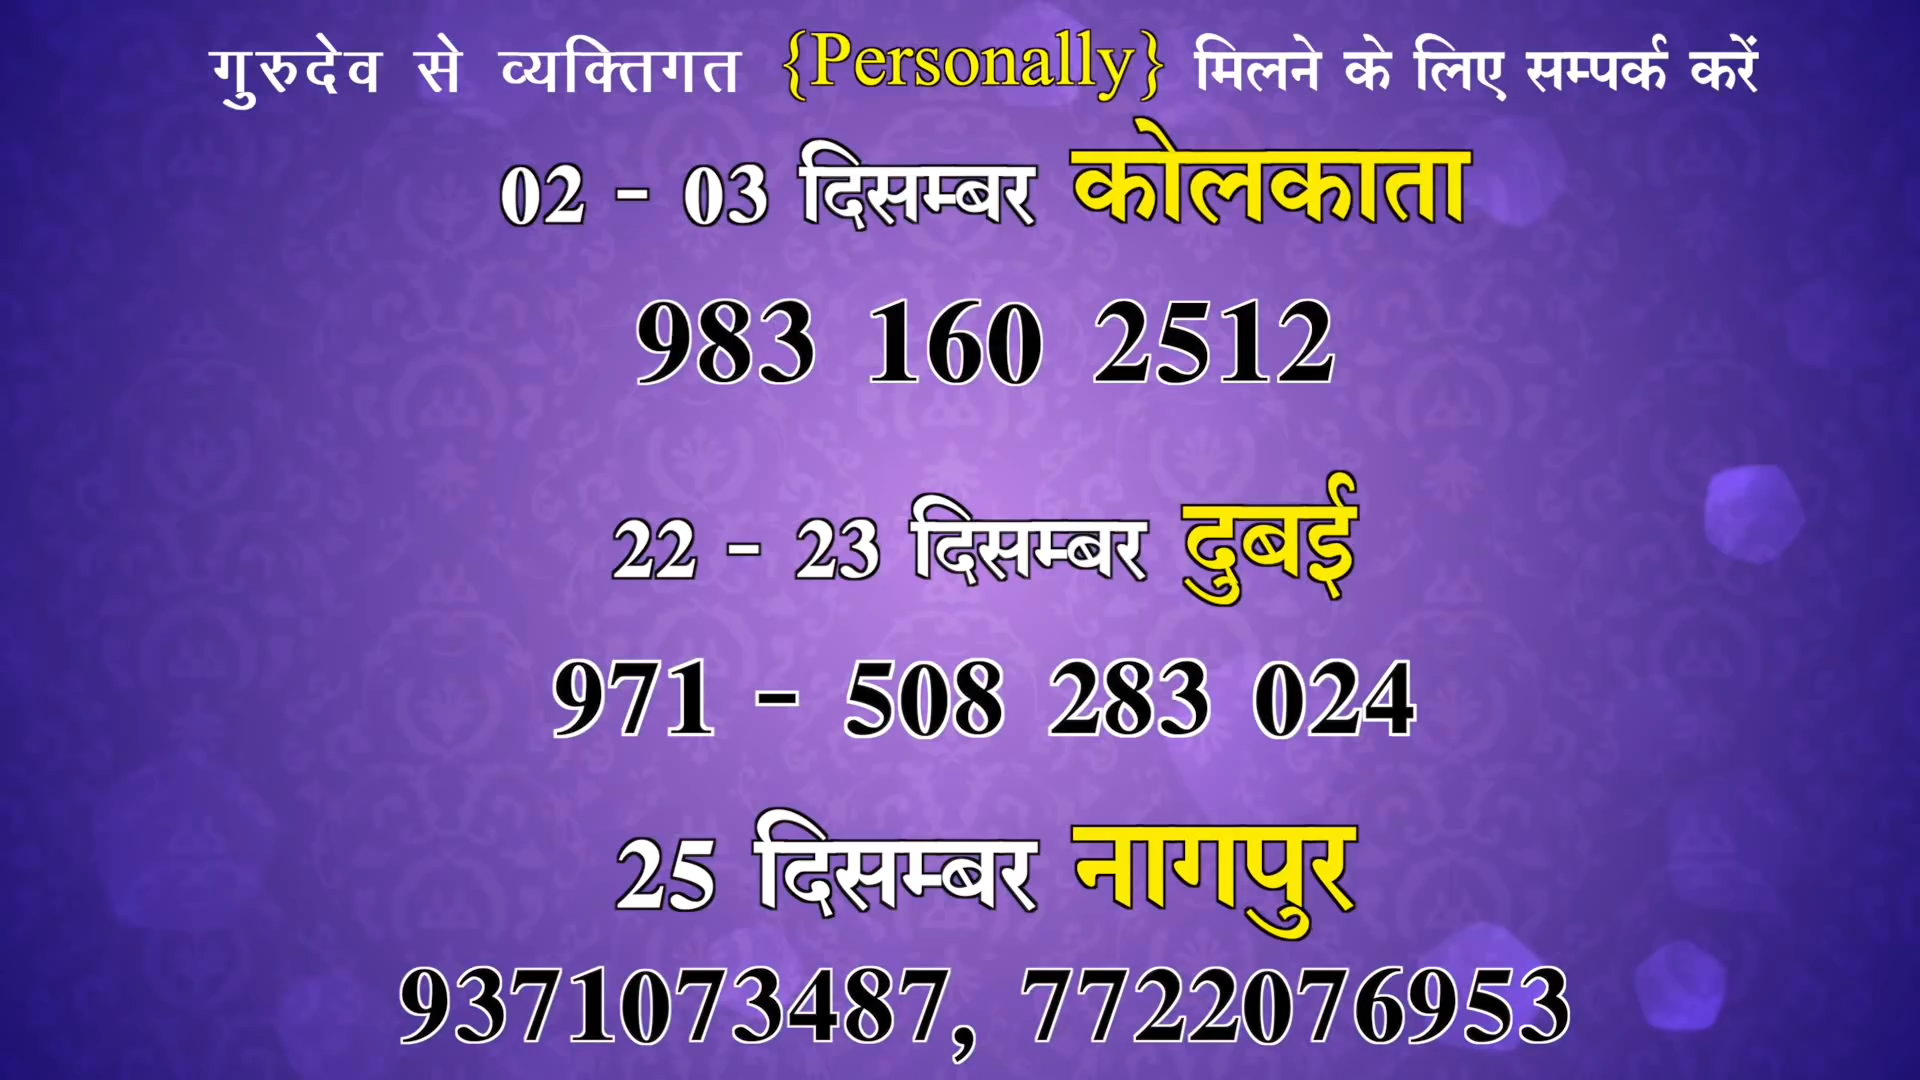 गुरुदेव से व्यक्तिगत {Personally} मिलने के लिए सम्पर्क करें
02 - 03 दिसम्बर कोलकाता
983 160 2512
22 - 23 दिसम्बर दुबई
971 - 508 283 024
25 दिसम्बर नागपुर
9371073487, 7722076953